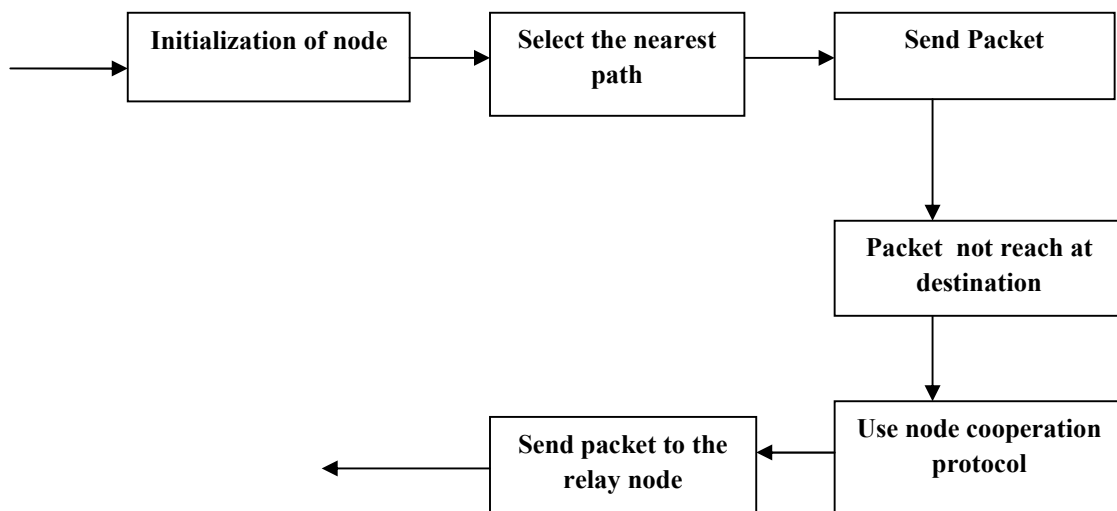 Initialization of node
Select the nearest
path
Send Packet
Packet  not reach at
destination
Use node cooperation
protocol
Send packet to the
relay node